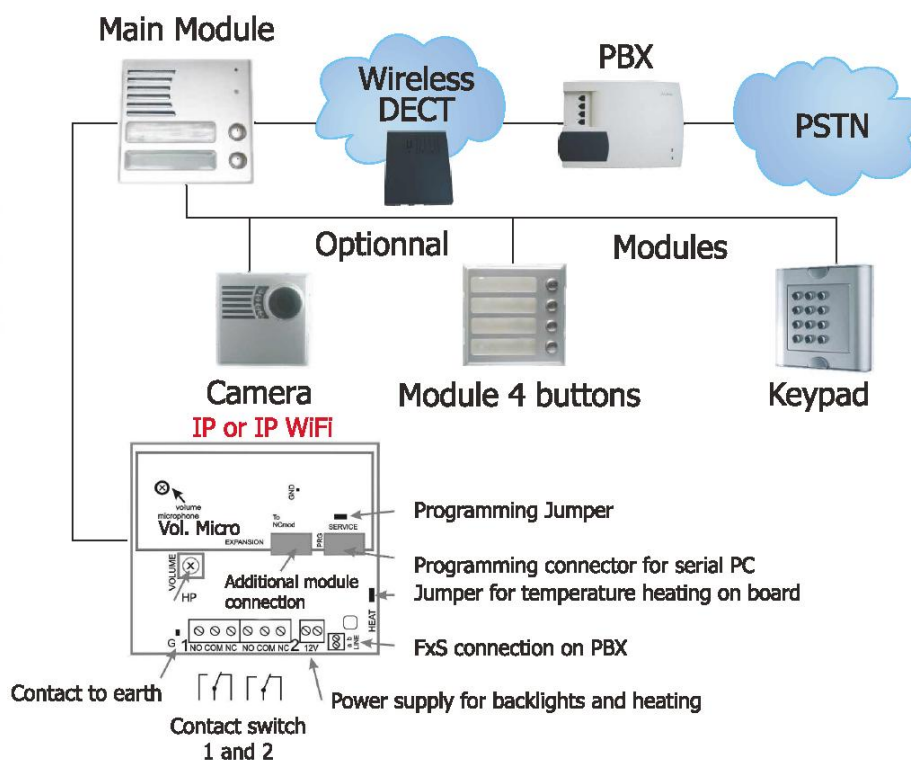 Main Module
Wireless
DECT
PBX
PSTN
Optionnal
Modules
Camera
IP or IP WiFi
Module 4 buttons
Keypad
volume
microphone
Vol. Micro
GND
To
NGmod
EXPANSION
PRG
SERVICE
Programming Jumper
Programming connector for serial PC
VOLUME
HP
Additional module
connection
HEAT
Jumper for temperature heating on board
G
1
NO COM NC NO COM NC
2
12V
a b
LINE
FxS connection on PBX
Contact to earth
Power supply for backlights and heating
Contact switch
1 and 2